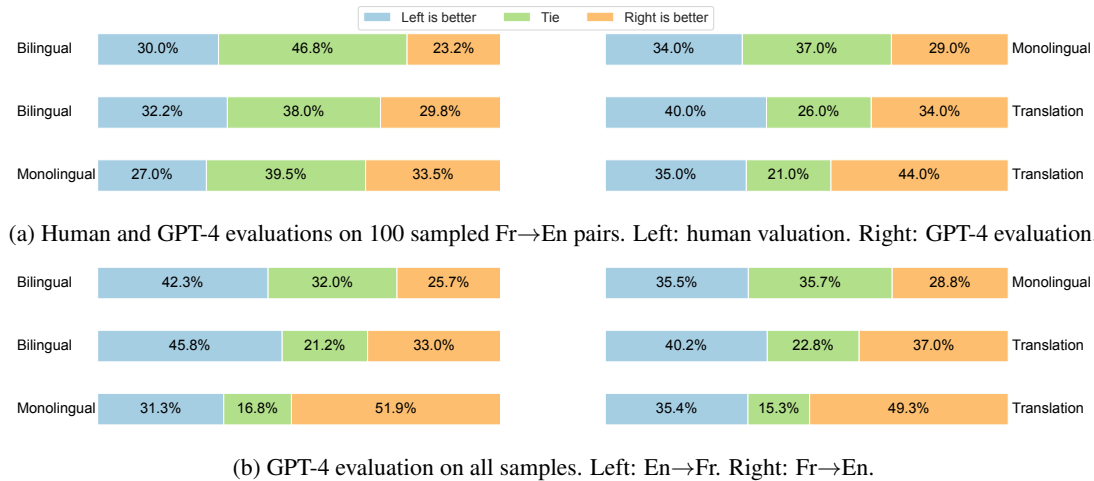 Left is better Tie Right is better
Bilingual 30.0% 46.8% 23.2% 34.0% 37.0% 29.0% Monolingual
Bilingual 32.2% 38.0% 29.8% 40.0% 26.0% 34.0% Translation
Monolingual 27.0% 39.5% 33.5% 35.0% 21.0% 44.0% Translation
(a) Human and GPT-4 evaluations on 100 sampled Fr→En pairs. Left: human valuation. Right: GPT-4 evaluation.
Bilingual 42.3% 32.0% 25.7% 35.5% 35.7% 28.8% Monolingual
Bilingual 45.8% 21.2% 33.0% 40.2% 22.8% 37.0% Translation
Monolingual 31.3% 16.8% 51.9% 35.4% 15.3% 49.3% Translation
(b) GPT-4 evaluation on all samples. Left: En→Fr. Right: Fr→En.